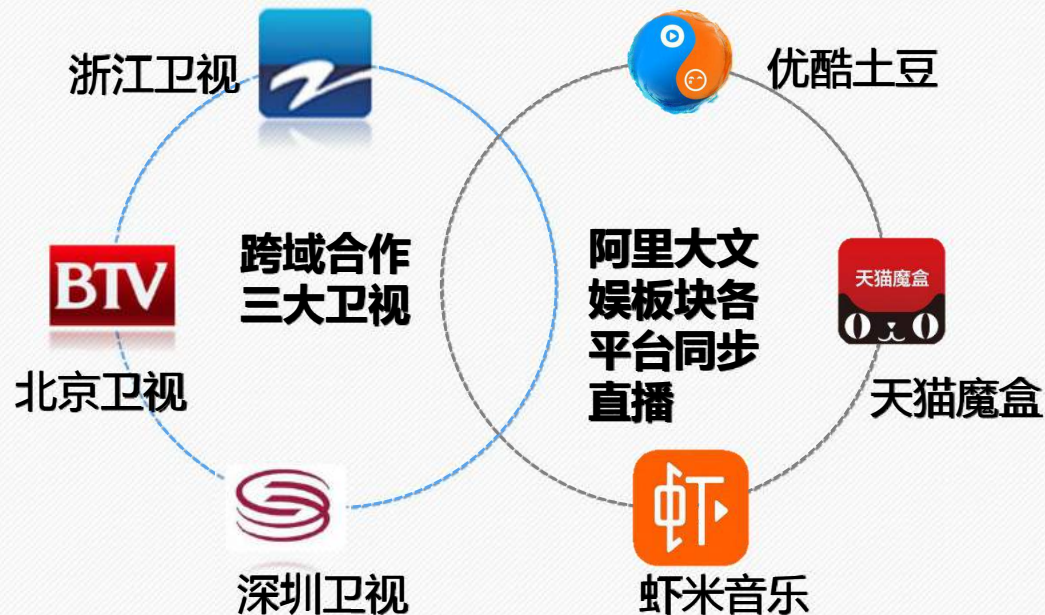 浙江卫视
优酷土豆
跨域合作
三大卫视
阿里大文
娱板块各
平台同步
直播
BTV
天猫魔盒
北京卫视
天猫魔盒
虾
深圳卫视
虾米音乐